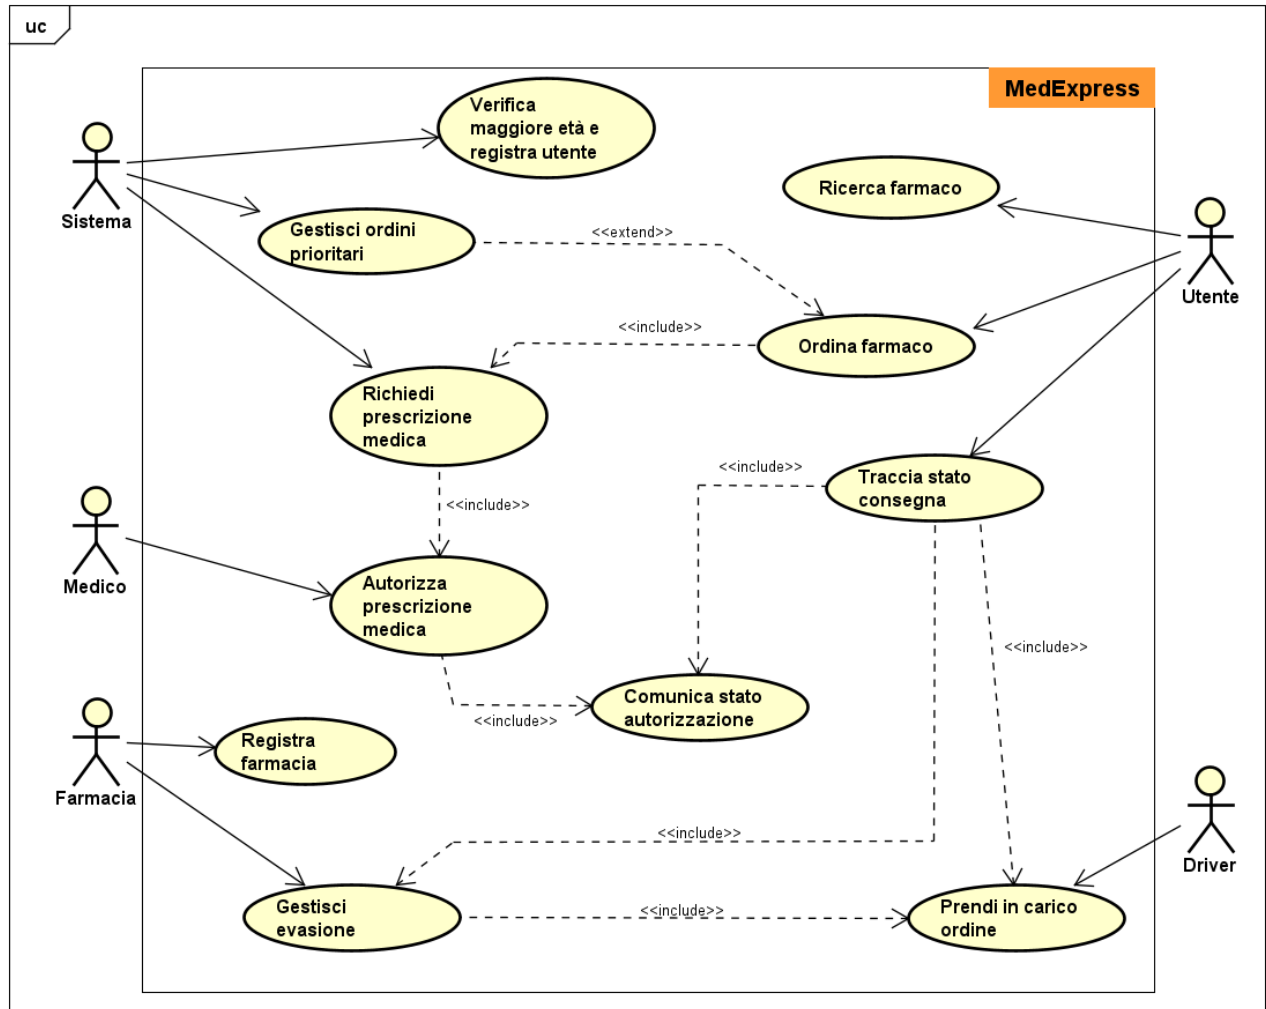 uc
MedExpress
Verifica
maggiore età e
registra utente
Ricerca farmaco
Sistema
Gestisci ordini
prioritari
<<extend>>
Utente
<<include>>
Ordina farmaco
Richiedi
prescrizione
medica
<<include>>
Traccia stato
consegna
<<include>>
Medico
Autorizza
prescrizione
medica
<<include>>
Comunica stato
autorizzazione
<<include>>
Registra
farmacia
Farmacia
<<include>>
Driver
Gestisci
evasione
<<include>>
Prendi in carico
ordine